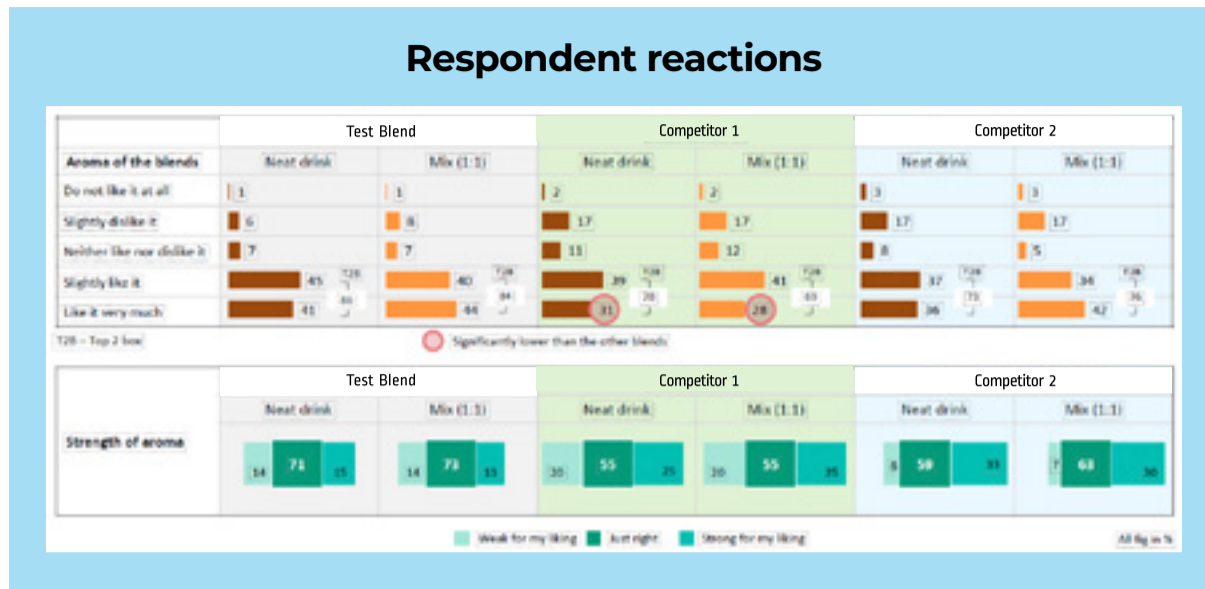 Respondent reactions
Test Blend Competitor 1 Competitor 2
Aroma of the blends Neat drink Mix (1:1) Neat drink Mix (1:1) Neat drink Mix (1:1)
Do not like it at all 1 1 2 2 3 3
Slightly dislike it 6 8 17 17 17 17
Neither like nor dislike it 7 7 11 12 8 5
Slightly like it 45 T2B 40 T2B 39 T2B 41 T2B 37 T2B 34 T2B
84 73
Like it very much 41 44 31 28 36 42
T2B – Top 2 box Significantly lower than the other blends
Test Blend Competitor 1 Competitor 2
Neat drink Mix (1:1) Neat drink Mix (1:1) Neat drink Mix (1:1)
Strength of aroma
14 71 15 14 73 13 20 55 25 20 55 25 8 59 33 7 63 30
Weak for my liking Just right Strong for my liking All fig in %